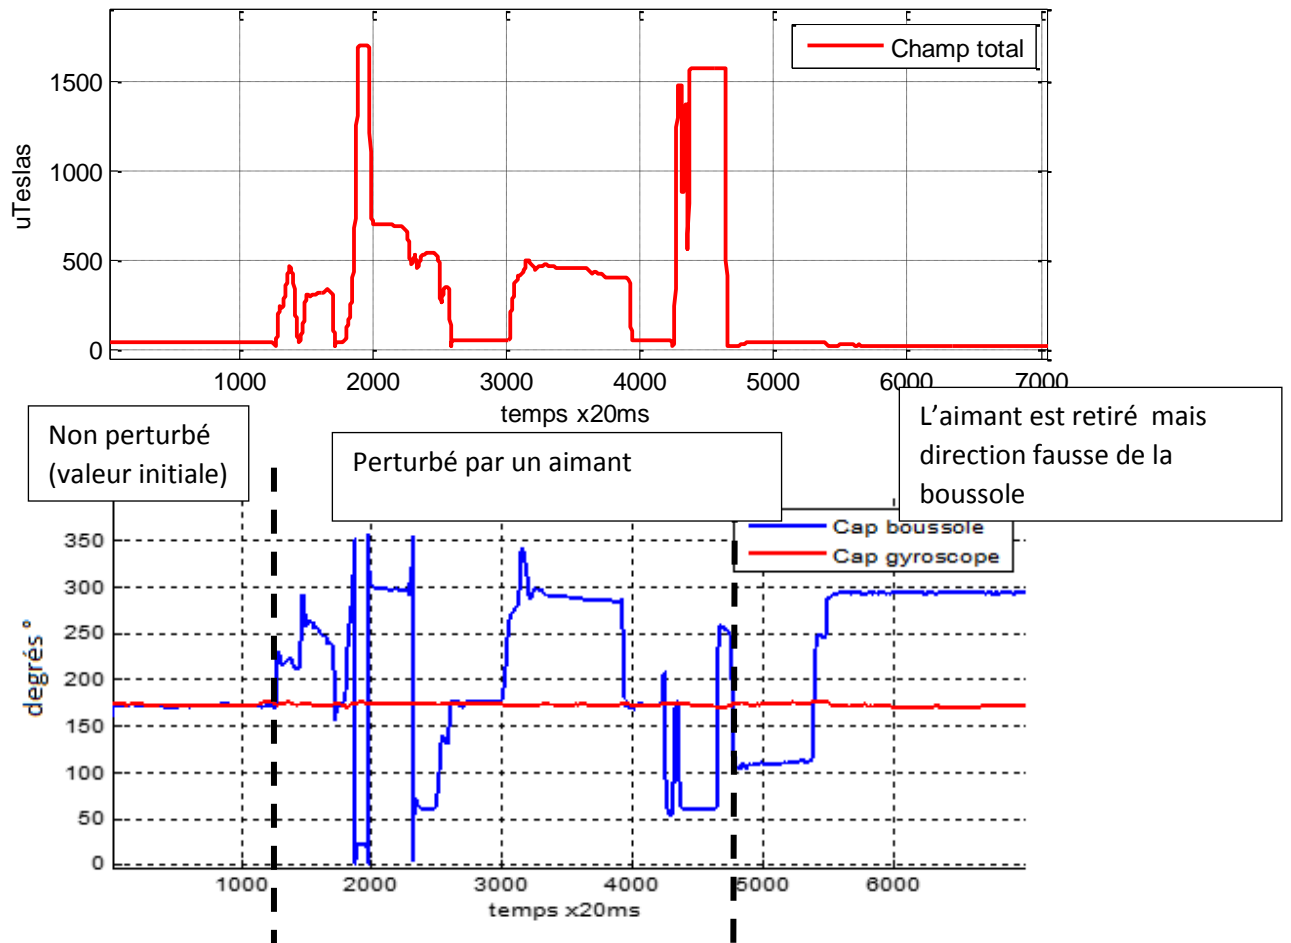 Champ total
1500
1000
500
0
uTeslas
1000 2000 3000 4000 5000 6000 7000
temps x20ms
Non perturbé
(valeur initiale)
Perturbé par un aimant
L’aimant est retiré mais
direction fausse de la
boussole
Cap boussole
Cap gyroscope
350
300
250
200
150
100
50
0
degrés °
1000 2000 3000 4000 5000 6000
temps x20ms